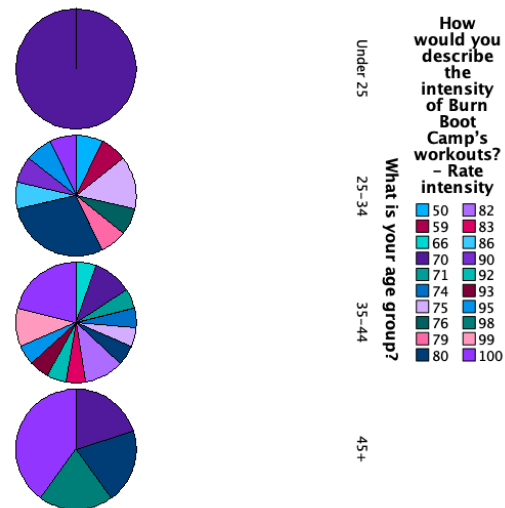 Under 25
25-34
35-44
45+
What is your age group?
How
would you
describe
the
intensity
of Burn
Boot
Camp's
workouts?
– Rate
intensity
50 82
59 83
66 86
70 90
71 92
74 93
75 95
76 98
79 99
80 100